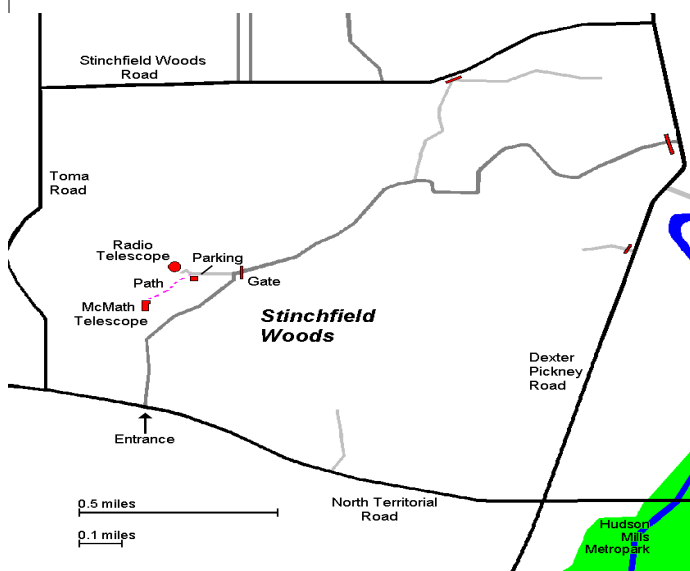 Stinchfield Woods
Road
Toma
Road
Radio
Telescope
Parking
Path
Gate
McMath
Telescope
Stinchfield
Woods
Dexter
Pickney
Road
Entrance
North Territorial
Road
0.5 miles
0.1 miles
Hudson
Mills
Metropark